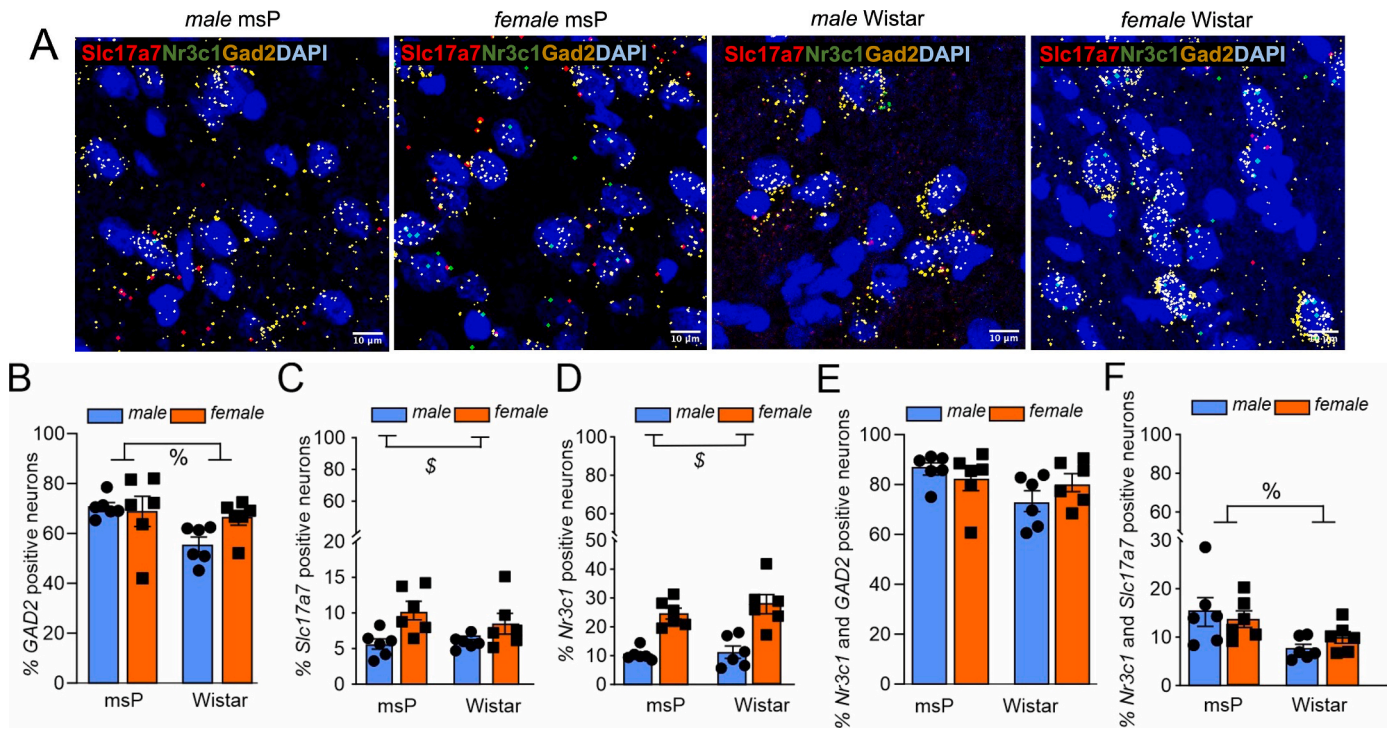 male msP
female msP
male Wistar
female Wistar
A
Slc17a7Nr3c1Gad2DAPI
10 µm
Slc17a7Nr3c1Gad2DAPI
10 µm
Slc17a7Nr3c1Gad2DAPI
10 µm
Slc17a7Nr3c1Gad2DAPI
10 µm
B
male female
% GAD2 positive neurons
100
80
60
40
20
0
%
msP Wistar
C
male female
% Slc17a7 positive neurons
100
80
60
40
20
15
10
5
0
$
msP Wistar
D
male female
% Nr3c1 positive neurons
100
80
60
50
40
30
20
10
0
$
msP Wistar
E
male female
% Nr3c1 and GAD2 positive neurons
100
80
60
40
20
0
msP Wistar
F
male female
% Nr3c1 and Slc17a7 positive neurons
100
80
60
40
30
20
10
0
%
msP Wistar